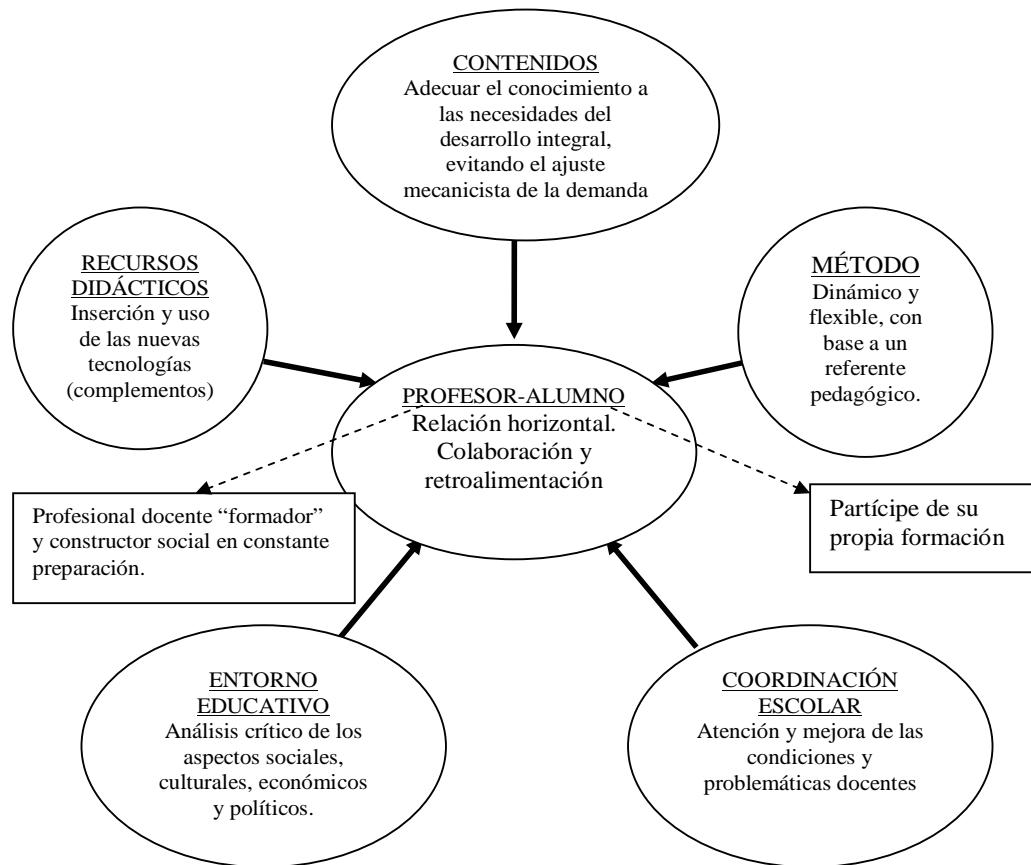 CONTENIDOS
Adecuar el conocimiento a
las necesidades del
desarrollo integral,
evitando el ajuste
mecanicista de la demanda
RECURSOS
DIDÁCTICOS
Inserción y uso
de las nuevas
tecnologías
(complementos)
MÉTODO
Dinámico y
flexible, con
base a un
referente
pedagógico.
PROFESOR-ALUMNO
Relación horizontal.
Colaboración y
retroalimentación
Profesional docente “formador”
y constructor social en constante
preparación.
Partícipe de su
propia formación
ENTORNO
EDUCATIVO
Análisis crítico de los
aspectos sociales,
culturales, económicos
y políticos.
COORDINACIÓN
ESCOLAR
Atención y mejora de las
condiciones y
problemáticas docentes